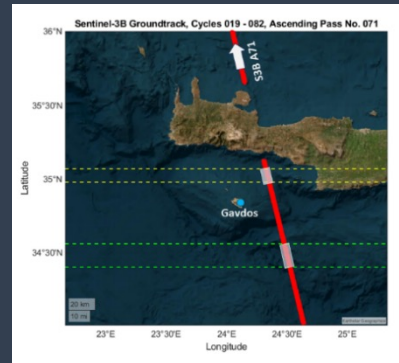 Sentinel-3B Groundtrack, Cycles 019 - 082, Ascending Pass No. 071
36°N
S3B A71
35°30'N
Latitude
35°N
Gavdos
34°30'N
20 km
10 mi
23°E
23°30'E
24°E
24°30'E
25°E
Longitude